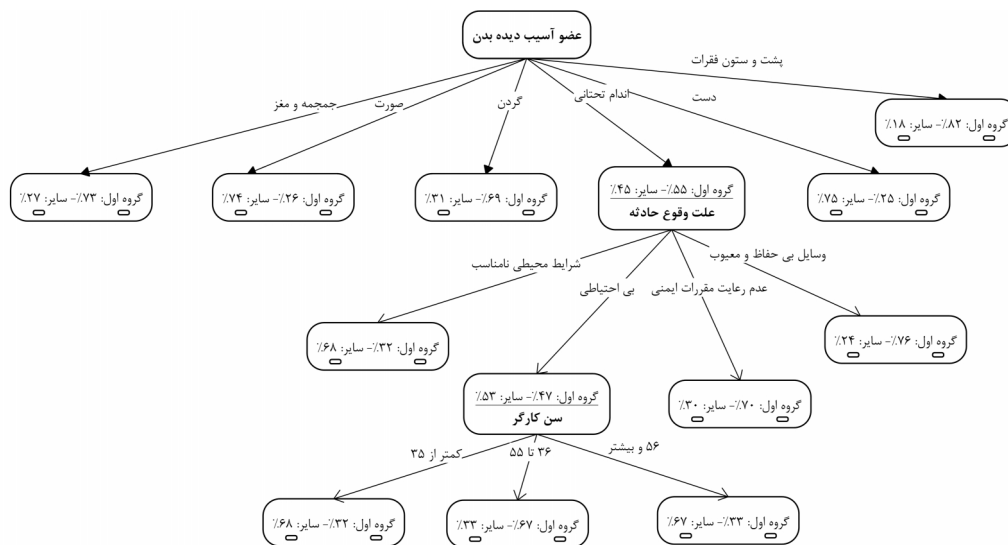 عضو آسیب دیده بدن
پشت و ستون فقرات
دست
اندام تحتانی
گردن
صورت
جمجمه و مغز
گروه اول: ۸۲٪- سایر: ۱۸٪
گروه اول: ۲۵٪- سایر: ۷۵٪
گروه اول: ۵۵٪- سایر: ۴۵٪
علت وقوع حادثه
گروه اول: ۶۹٪- سایر: ۳۱٪
گروه اول: ۲۶٪- سایر: ۷۴٪
گروه اول: ۷۳٪- سایر: ۲۷٪
وسایل بی حفاظ و معیوب
عدم رعایت مقررات ایمنی
بی احتیاطی
شرایط محیطی نامناسب
گروه اول: ۷۶٪- سایر: ۲۴٪
گروه اول: ۷۰٪- سایر: ۳۰٪
گروه اول: ۴۷٪- سایر: ۵۳٪
سن کارگر
گروه اول: ۳۲٪- سایر: ۶۸٪
۵۶ و بیشتر
۳۶ تا ۵۵
کمتر از ۳۵
گروه اول: ۳۳٪- سایر: ۶۷٪
گروه اول: ۶۷٪- سایر: ۳۳٪
گروه اول: ۳۲٪- سایر: ۶۸٪